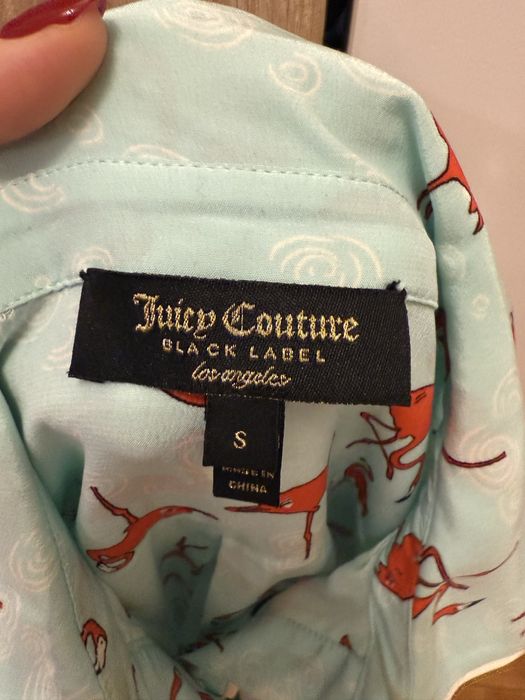 Juicy Couture
BLACK LABEL
los angeles
S
MADE IN
CHINA